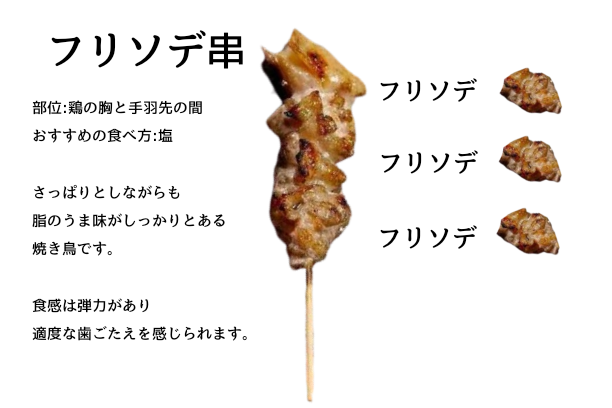 フリソデ串
部位:鶏の胸と手羽先の間
おすすめの食べ方:塩
さっぱりとしながらも
脂のうま味がしっかりとある
焼き鳥です。
食感は弾力があり
適度な歯ごたえを感じられます。
フリソデ
フリソデ
フリソデ